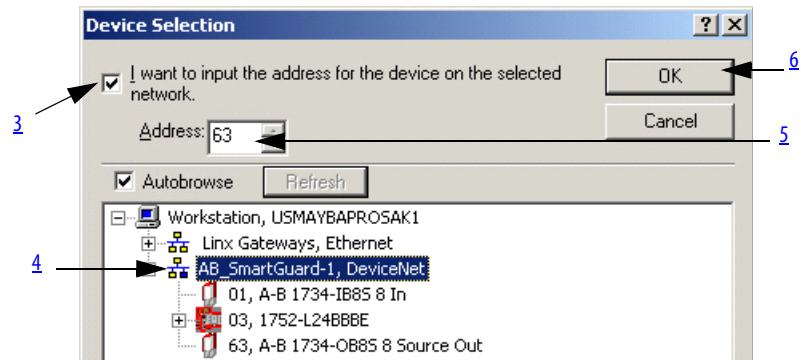 Device Selection
I want to input the address for the device on the selected
network.
OK
6
3
Address: 63
Cancel
5
Autobrowse
Refresh
Workstation, USMAYBAPROSAK1
Linx Gateways, Ethernet
4
AB_SmartGuard-1, DeviceNet
01, A-B 1734-IB8S 8 In
03, 1752-L24BBBE
63, A-B 1734-OB8S 8 Source Out